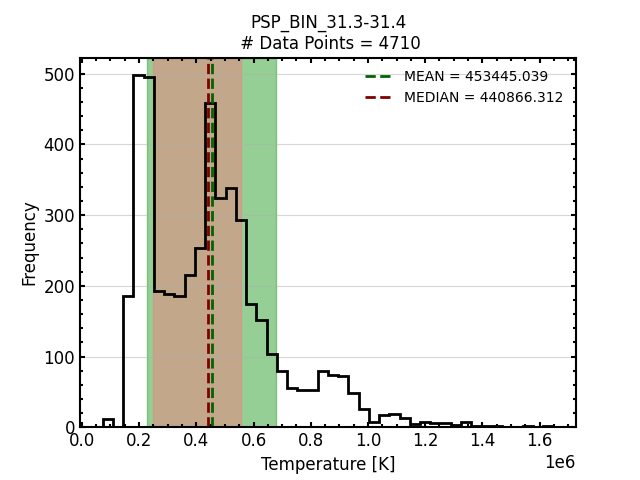 PSP_BIN_31.3-31.4
# Data Points = 4710
MEAN = 453445.039
MEDIAN = 440866.312
Frequency
500
400
300
200
100
0
0.0 0.2 0.4 0.6 0.8 1.0 1.2 1.4 1.6
1e6
Temperature [K]